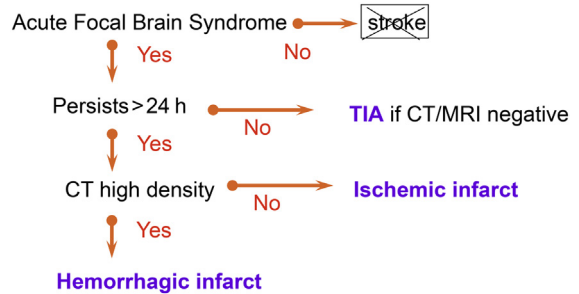 Acute Focal Brain Syndrome
stroke
Yes
No
Persists > 24 h
TIA if CT/MRI negative
Yes
No
CT high density
Ischemic infarct
Yes
No
Hemorrhagic infarct